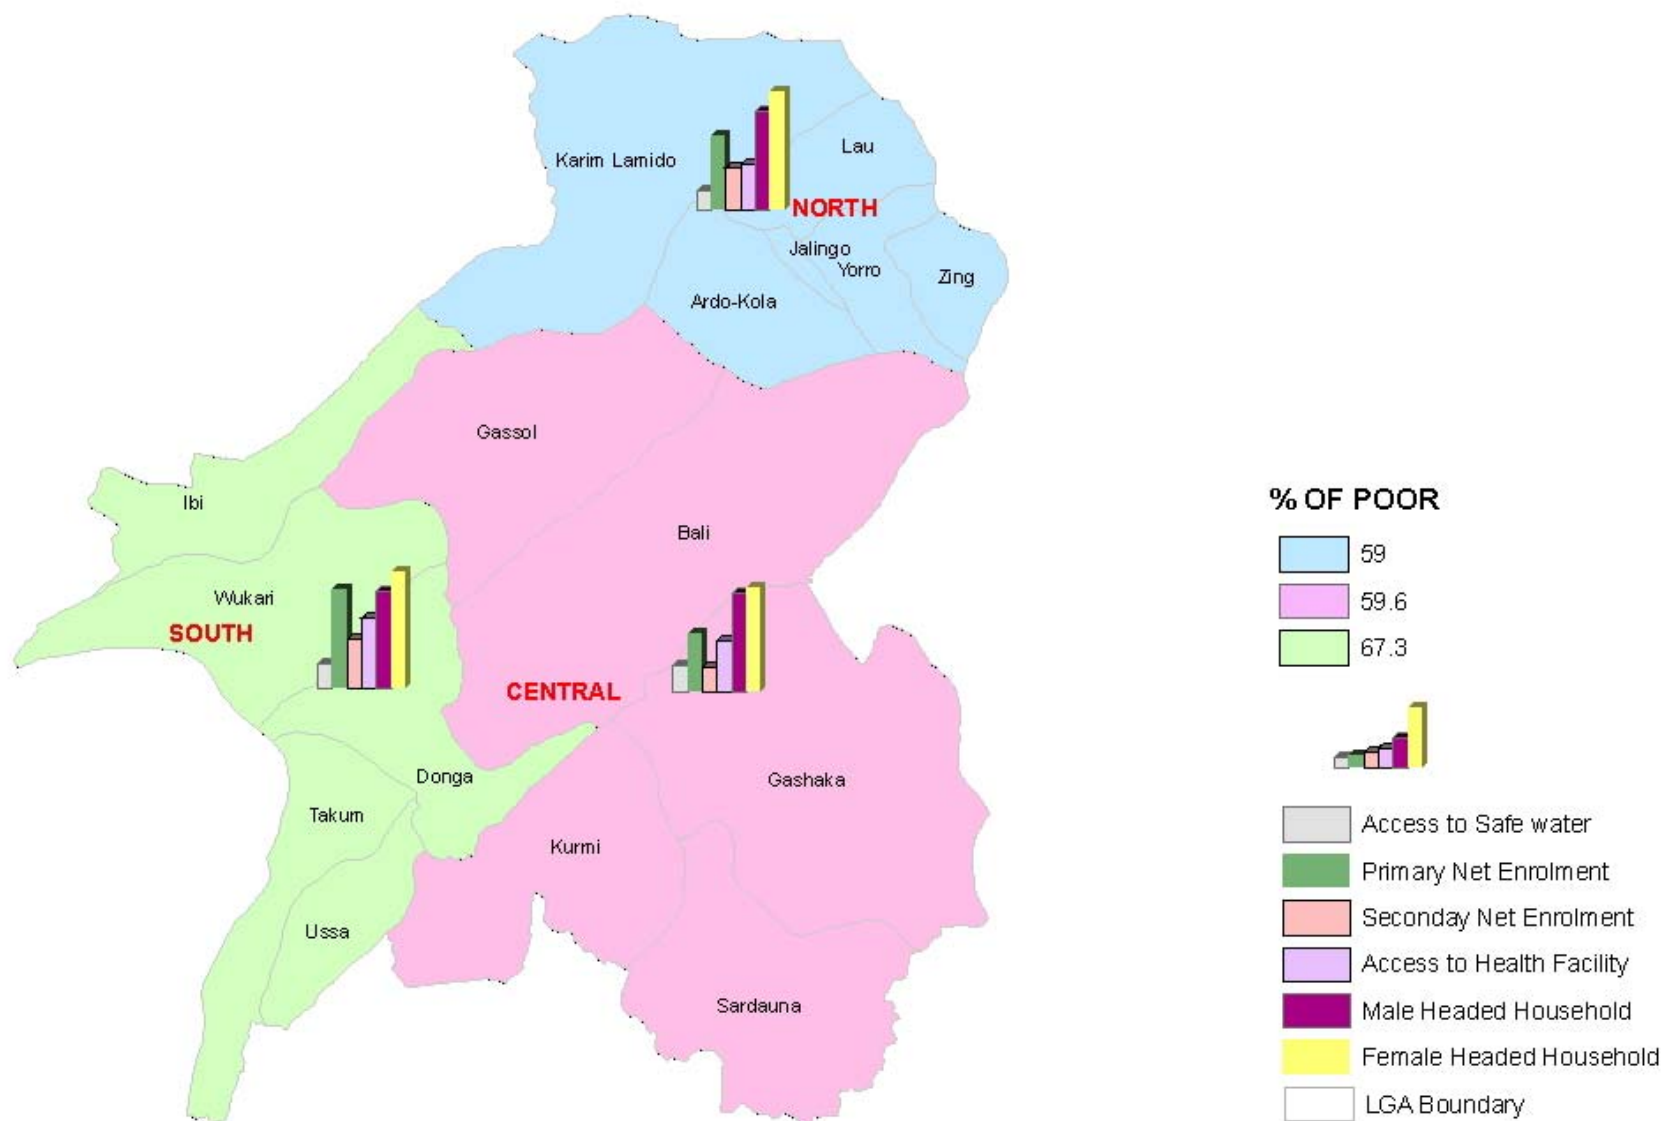 Karim Lamido
Lau
NORTH
Jalingo
Yorro
Zing
Ardo-Kola
Gassol
Ibi
Bali
Wukari
SOUTH
CENTRAL
Donga
Gashaka
Takum
Kurmi
Ussa
Sardauna
% OF POOR
59
59.6
67.3
Access to Safe water
Primary Net Enrolment
Seconday Net Enrolment
Access to Health Facility
Male Headed Household
Female Headed Household
LGA Boundary